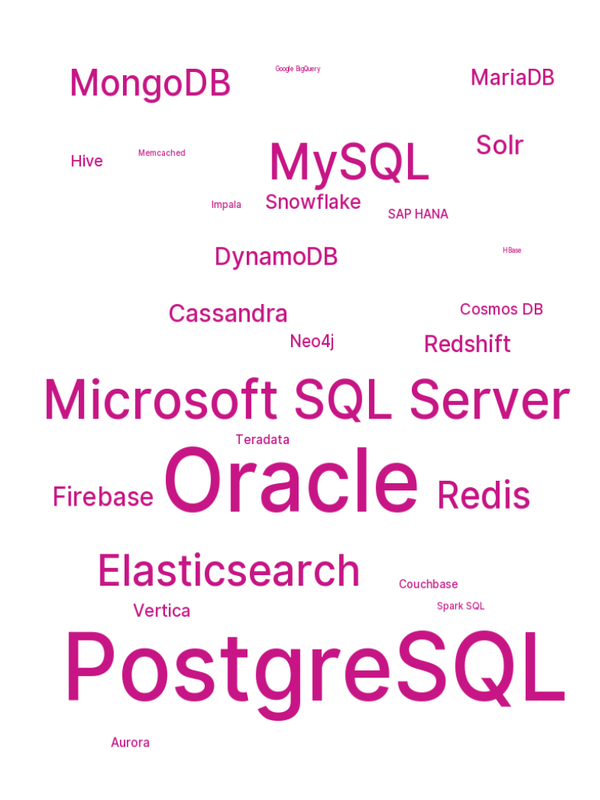 Google BigQuery
MongoDB
MariaDB
Solr
MySQL
Memcached
Hive
Snowflake
Impala
SAP HANA
HBase
DynamoDB
Cosmos DB
Cassandra
Neo4j
Redshift
Microsoft SQL Server
Teradata
Oracle
Firebase
Redis
Elasticsearch
Couchbase
Spark SQL
Vertica
PostgreSQL
Aurora